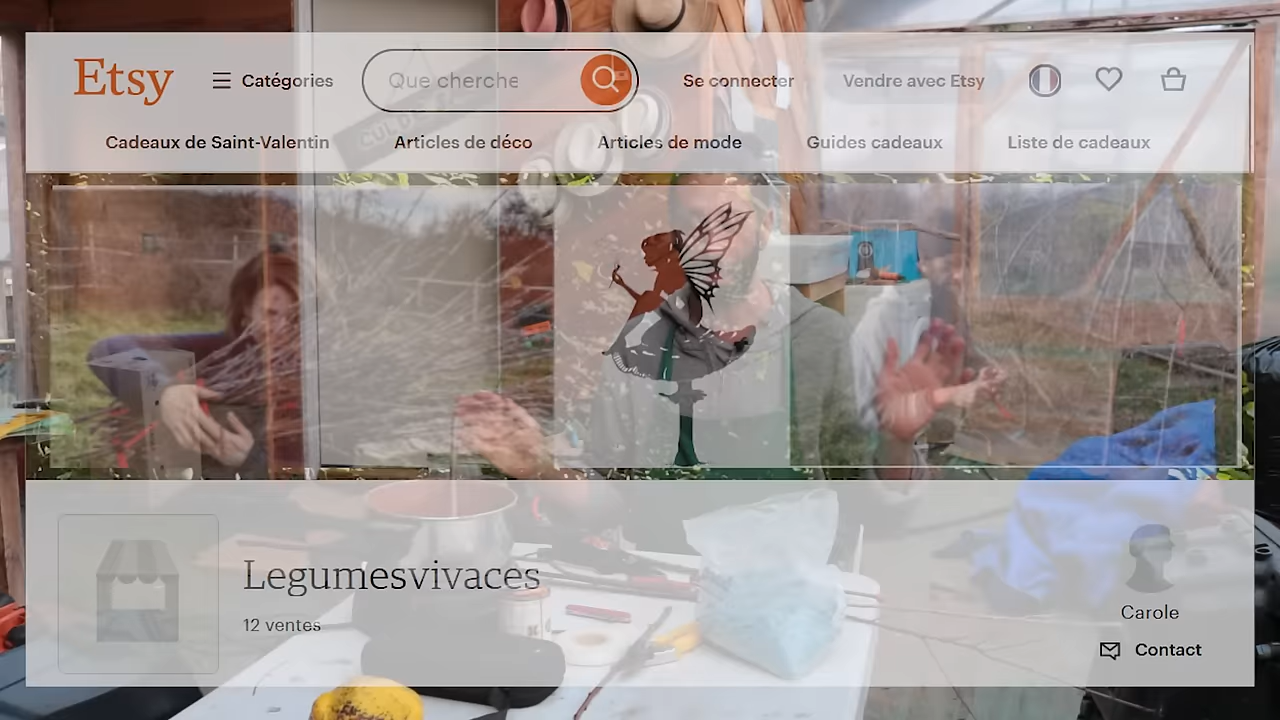 Etsy
Catégories
Que cherche
Se connecter
Vendre avec Etsy
Cadeaux de Saint-Valentin
Articles de déco
Articles de mode
Guides cadeaux
Liste de cadeaux
Legumesvivaces
12 ventes
Carole
Contact